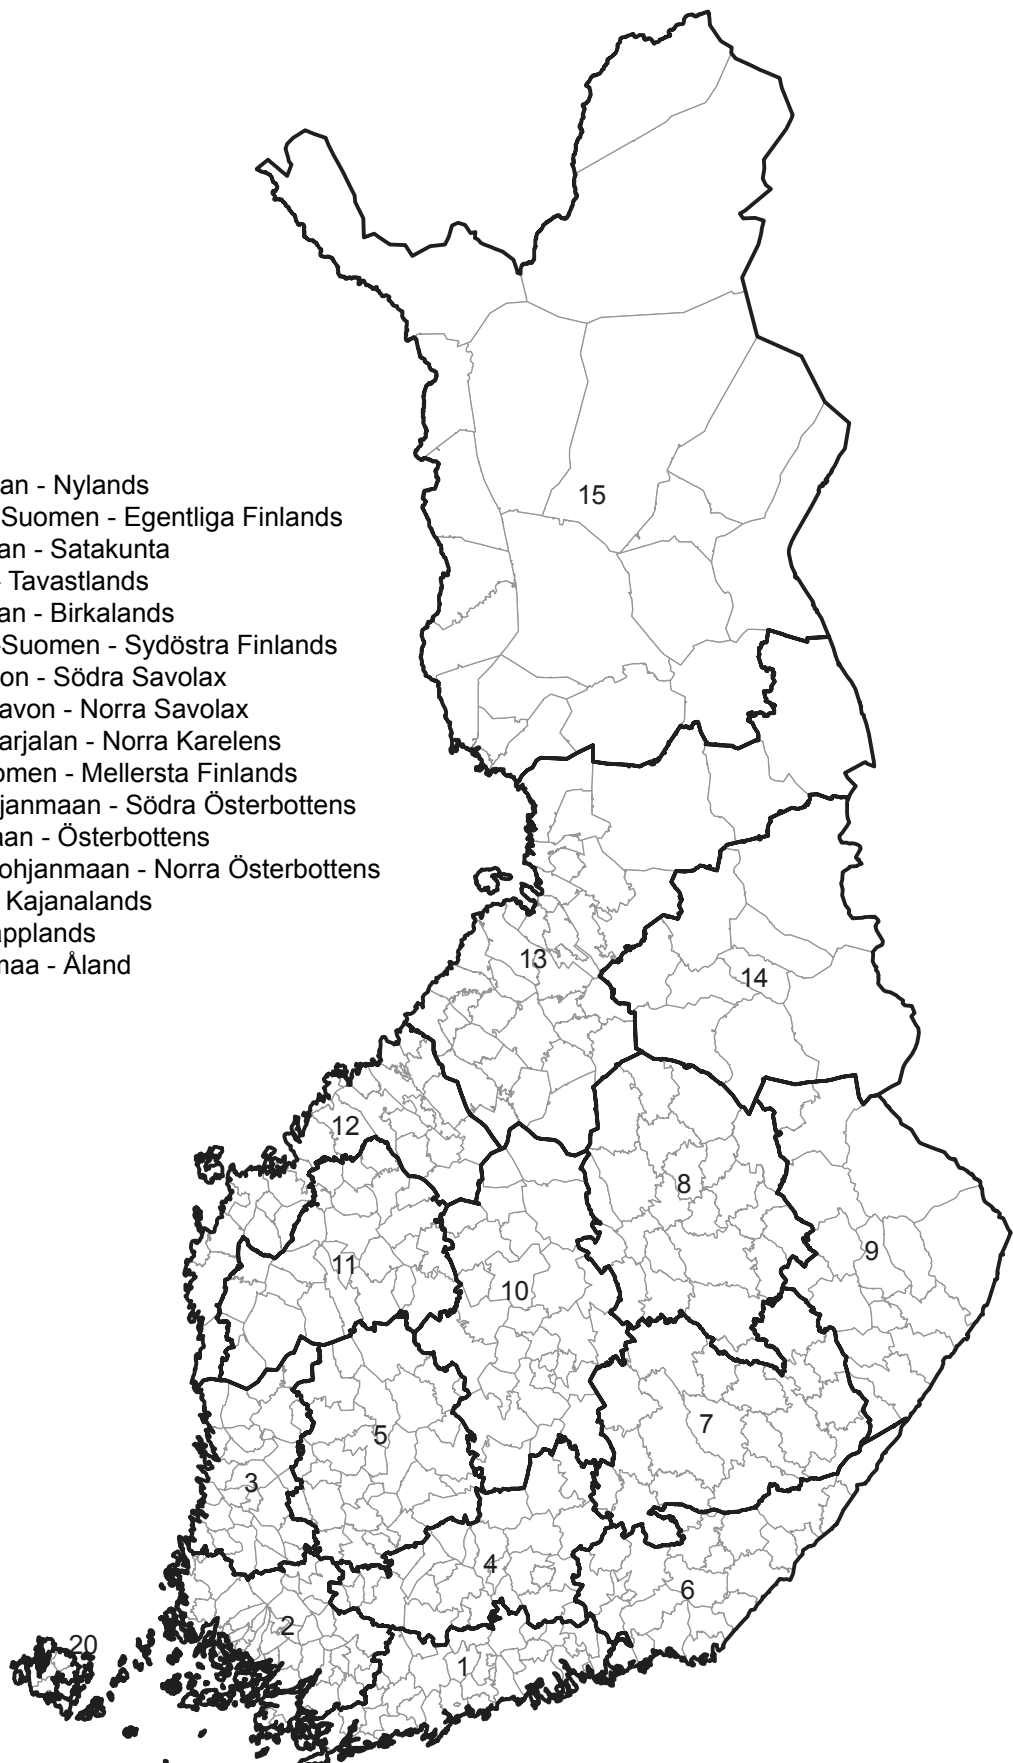 an - Nylands
Suomen - Egentliga Finlands
an - Satakunta
- Tavastlands
an - Birkalands
-Suomen - Sydöstra Finlands
on - Södra Savolax
avon - Norra Savolax
arjalan - Norra Karelens
omen - Mellersta Finlands
janmaan - Södra Österbottens
aan - Österbottens
ohjanmaan - Norra Österbottens
Kajanalands
applands
maa - Åland
15
13
14
12
8
9
11
10
7
5
3
4
6
2
20
1